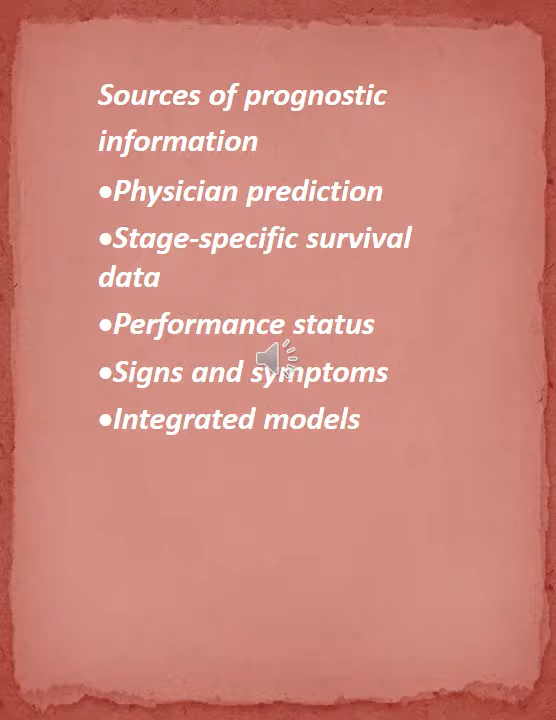 Sources of prognostic
information
•Physician prediction
•Stage-specific survival
data
•Performance status
•Signs and symptoms
•Integrated models